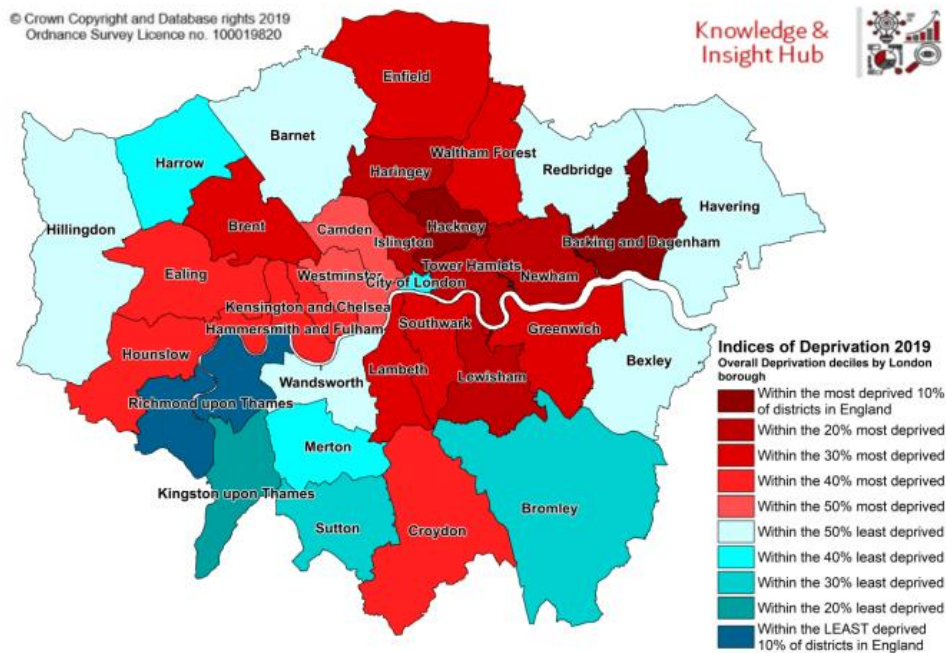 © Crown Copyright and Database rights 2019
Ordnance Survey Licence no. 100019820
Knowledge &
Insight Hub
Enfield
Barnet
Harrow
Haringey
Waltham Forest
Redbridge
Havering
Hillingdon
Brent
Camden
Islington
Hackney
Barking and Dagenham
Ealing
Westminster
Tower Hamlets
Newham
City of London
Kensington and Chelsea
Hammersmith and Fulham
Southwark
Greenwich
Hounslow
Bexley
Wandsworth
Lambeth
Lewisham
Richmond upon Thames
Merton
Kingston upon Thames
Sutton
Croydon
Bromley
Indices of Deprivation 2019
Overall Deprivation deciles by London
borough
Within the most deprived 10%
of districts in England
Within the 20% most deprived
Within the 30% most deprived
Within the 40% most deprived
Within the 50% most deprived
Within the 50% least deprived
Within the 40% least deprived
Within the 30% least deprived
Within the 20% least deprived
Within the LEAST deprived
10% of districts in England